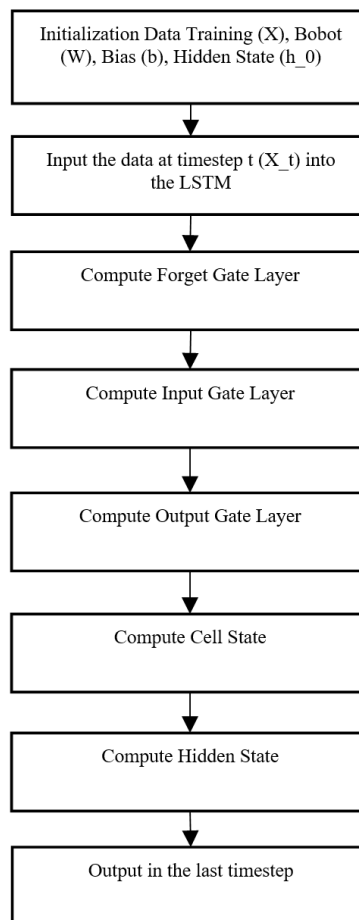 Initialization Data Training (X), Bobot
(W), Bias (b), Hidden State (h_0)
Input the data at timestep t (X_t) into
the LSTM
Compute Forget Gate Layer
Compute Input Gate Layer
Compute Output Gate Layer
Compute Cell State
Compute Hidden State
Output in the last timestep